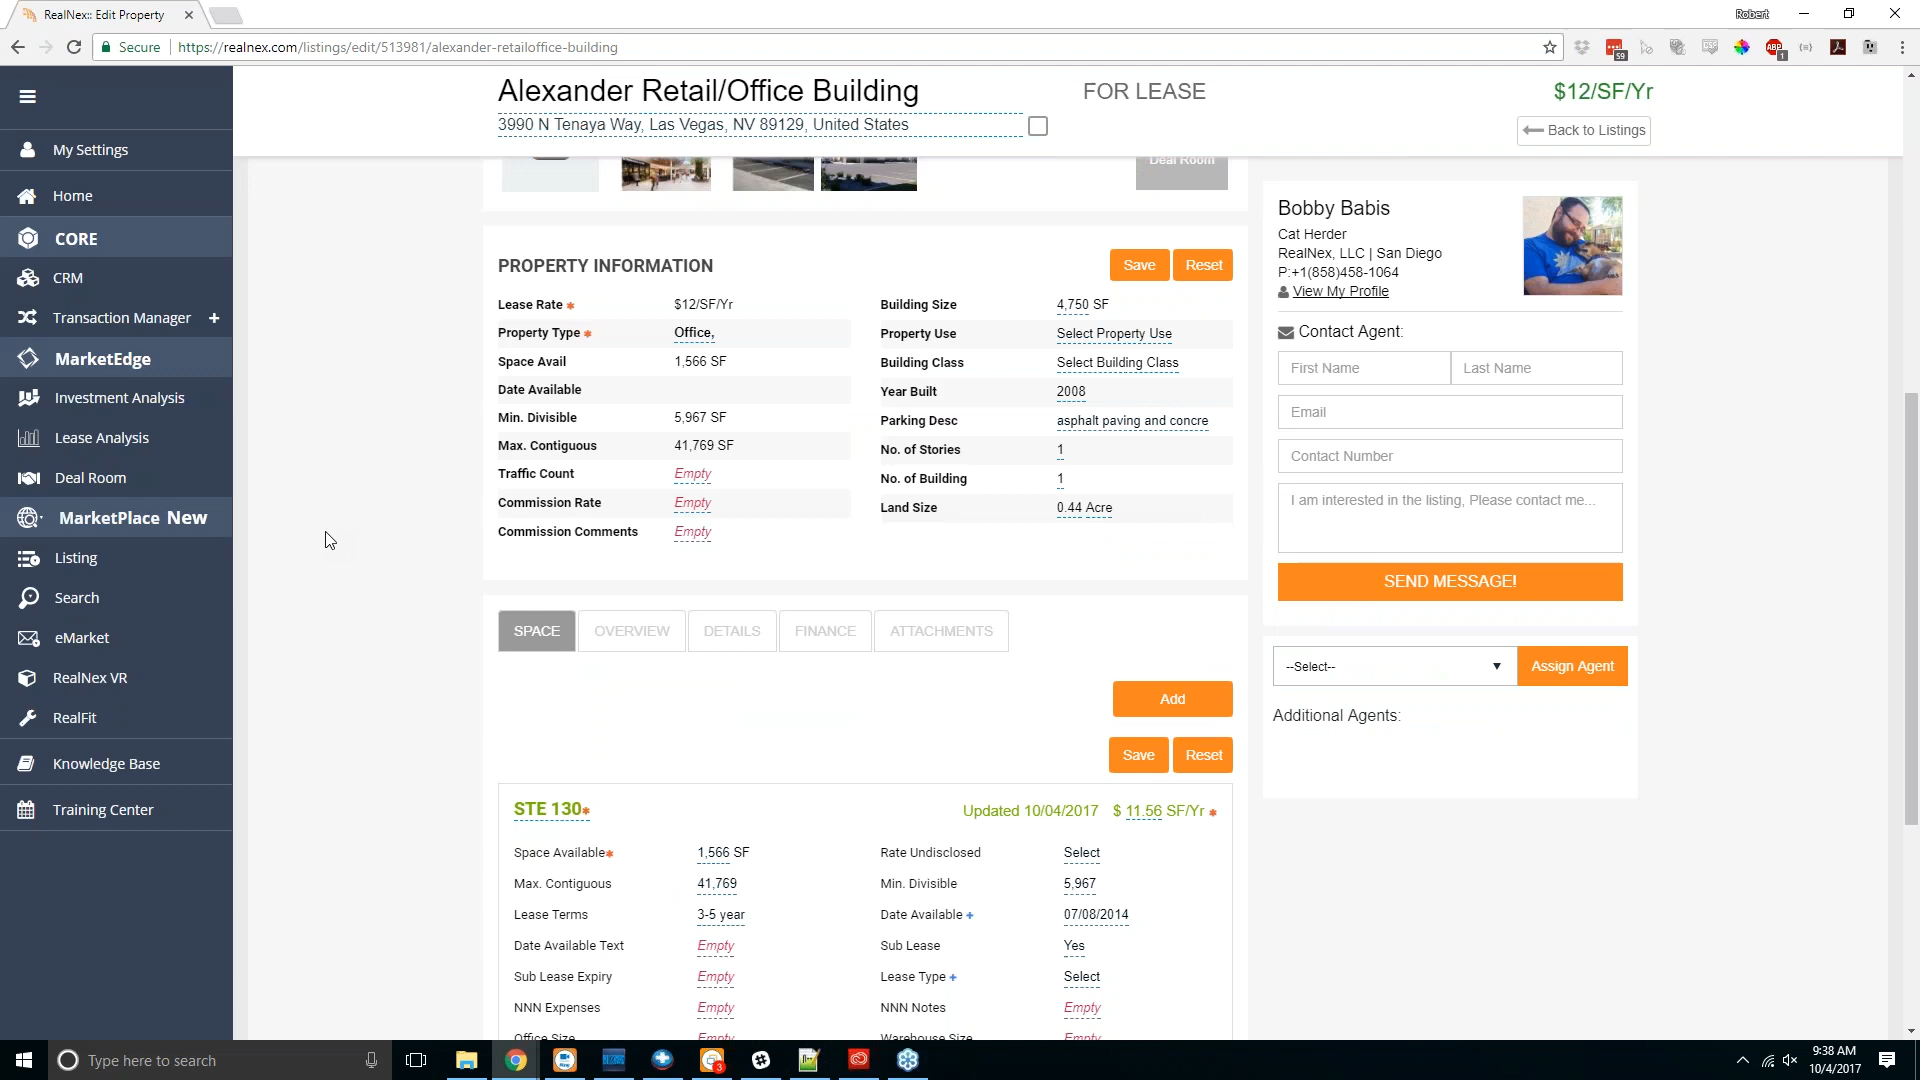 RealNex:: Edit Property
Robert
Secure
https://realnex.com/listings/edit/513981/alexander-retailoffice-building
59
ABP
1
Alexander Retail/Office Building
FOR LEASE
$12/SF/Yr
3990 N Tenaya Way, Las Vegas, NV 89129, United States
Back to Listings
My Settings
Home
CORE
CRM
Transaction Manager +
MarketEdge
Investment Analysis
Lease Analysis
Deal Room
MarketPlace New
Listing
Search
eMarket
RealNex VR
RealFit
Knowledge Base
Training Center
Deal Room
PROPERTY INFORMATION
Save
Reset
Lease Rate * $12/SF/Yr
Property Type * Office,
Space Avail 1,566 SF
Date Available
Min. Divisible 5,967 SF
Max. Contiguous 41,769 SF
Traffic Count Empty
Commission Rate Empty
Commission Comments Empty
Building Size 4,750 SF
Property Use Select Property Use
Building Class Select Building Class
Year Built 2008
Parking Desc asphalt paving and concre
No. of Stories 1
No. of Building 1
Land Size 0.44 Acre
Bobby Babis
Cat Herder
RealNex, LLC | San Diego
P:+1(858)458-1064
View My Profile
Contact Agent:
First Name
Last Name
Email
Contact Number
I am interested in the listing, Please contact me...
SEND MESSAGE!
--Select--
Assign Agent
Additional Agents:
SPACE
OVERVIEW
DETAILS
FINANCE
ATTACHMENTS
Add
Save
Reset
STE 130*
Updated 10/04/2017 $ 11.56 SF/Yr *
Space Available* 1,566 SF
Rate Undisclosed Select
Max. Contiguous 41,769
Min. Divisible 5,967
Lease Terms 3-5 year
Date Available + 07/08/2014
Date Available Text Empty
Sub Lease Yes
Sub Lease Expiry Empty
Lease Type + Select
NNN Expenses Empty
NNN Notes Empty
Office Size Empty
Warehouse Size Empty
Type here to search
3
9:38 AM
10/4/2017